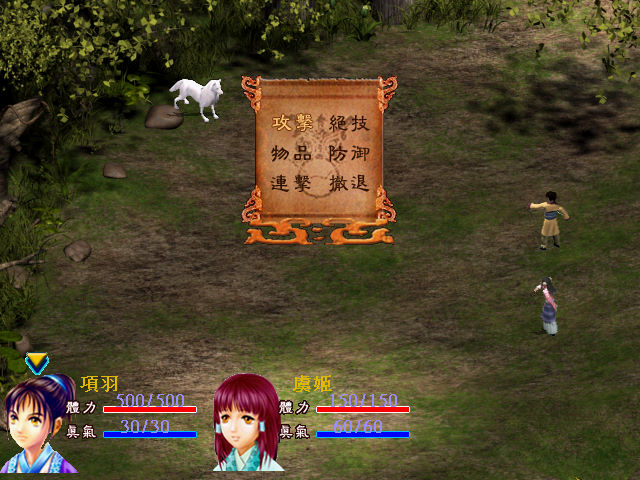 攻擊 絕技
物品 防御
連擊 撤退
項羽 虞姬
體力 500/500 體力 150/150
真氣 30/30 真氣 60/60